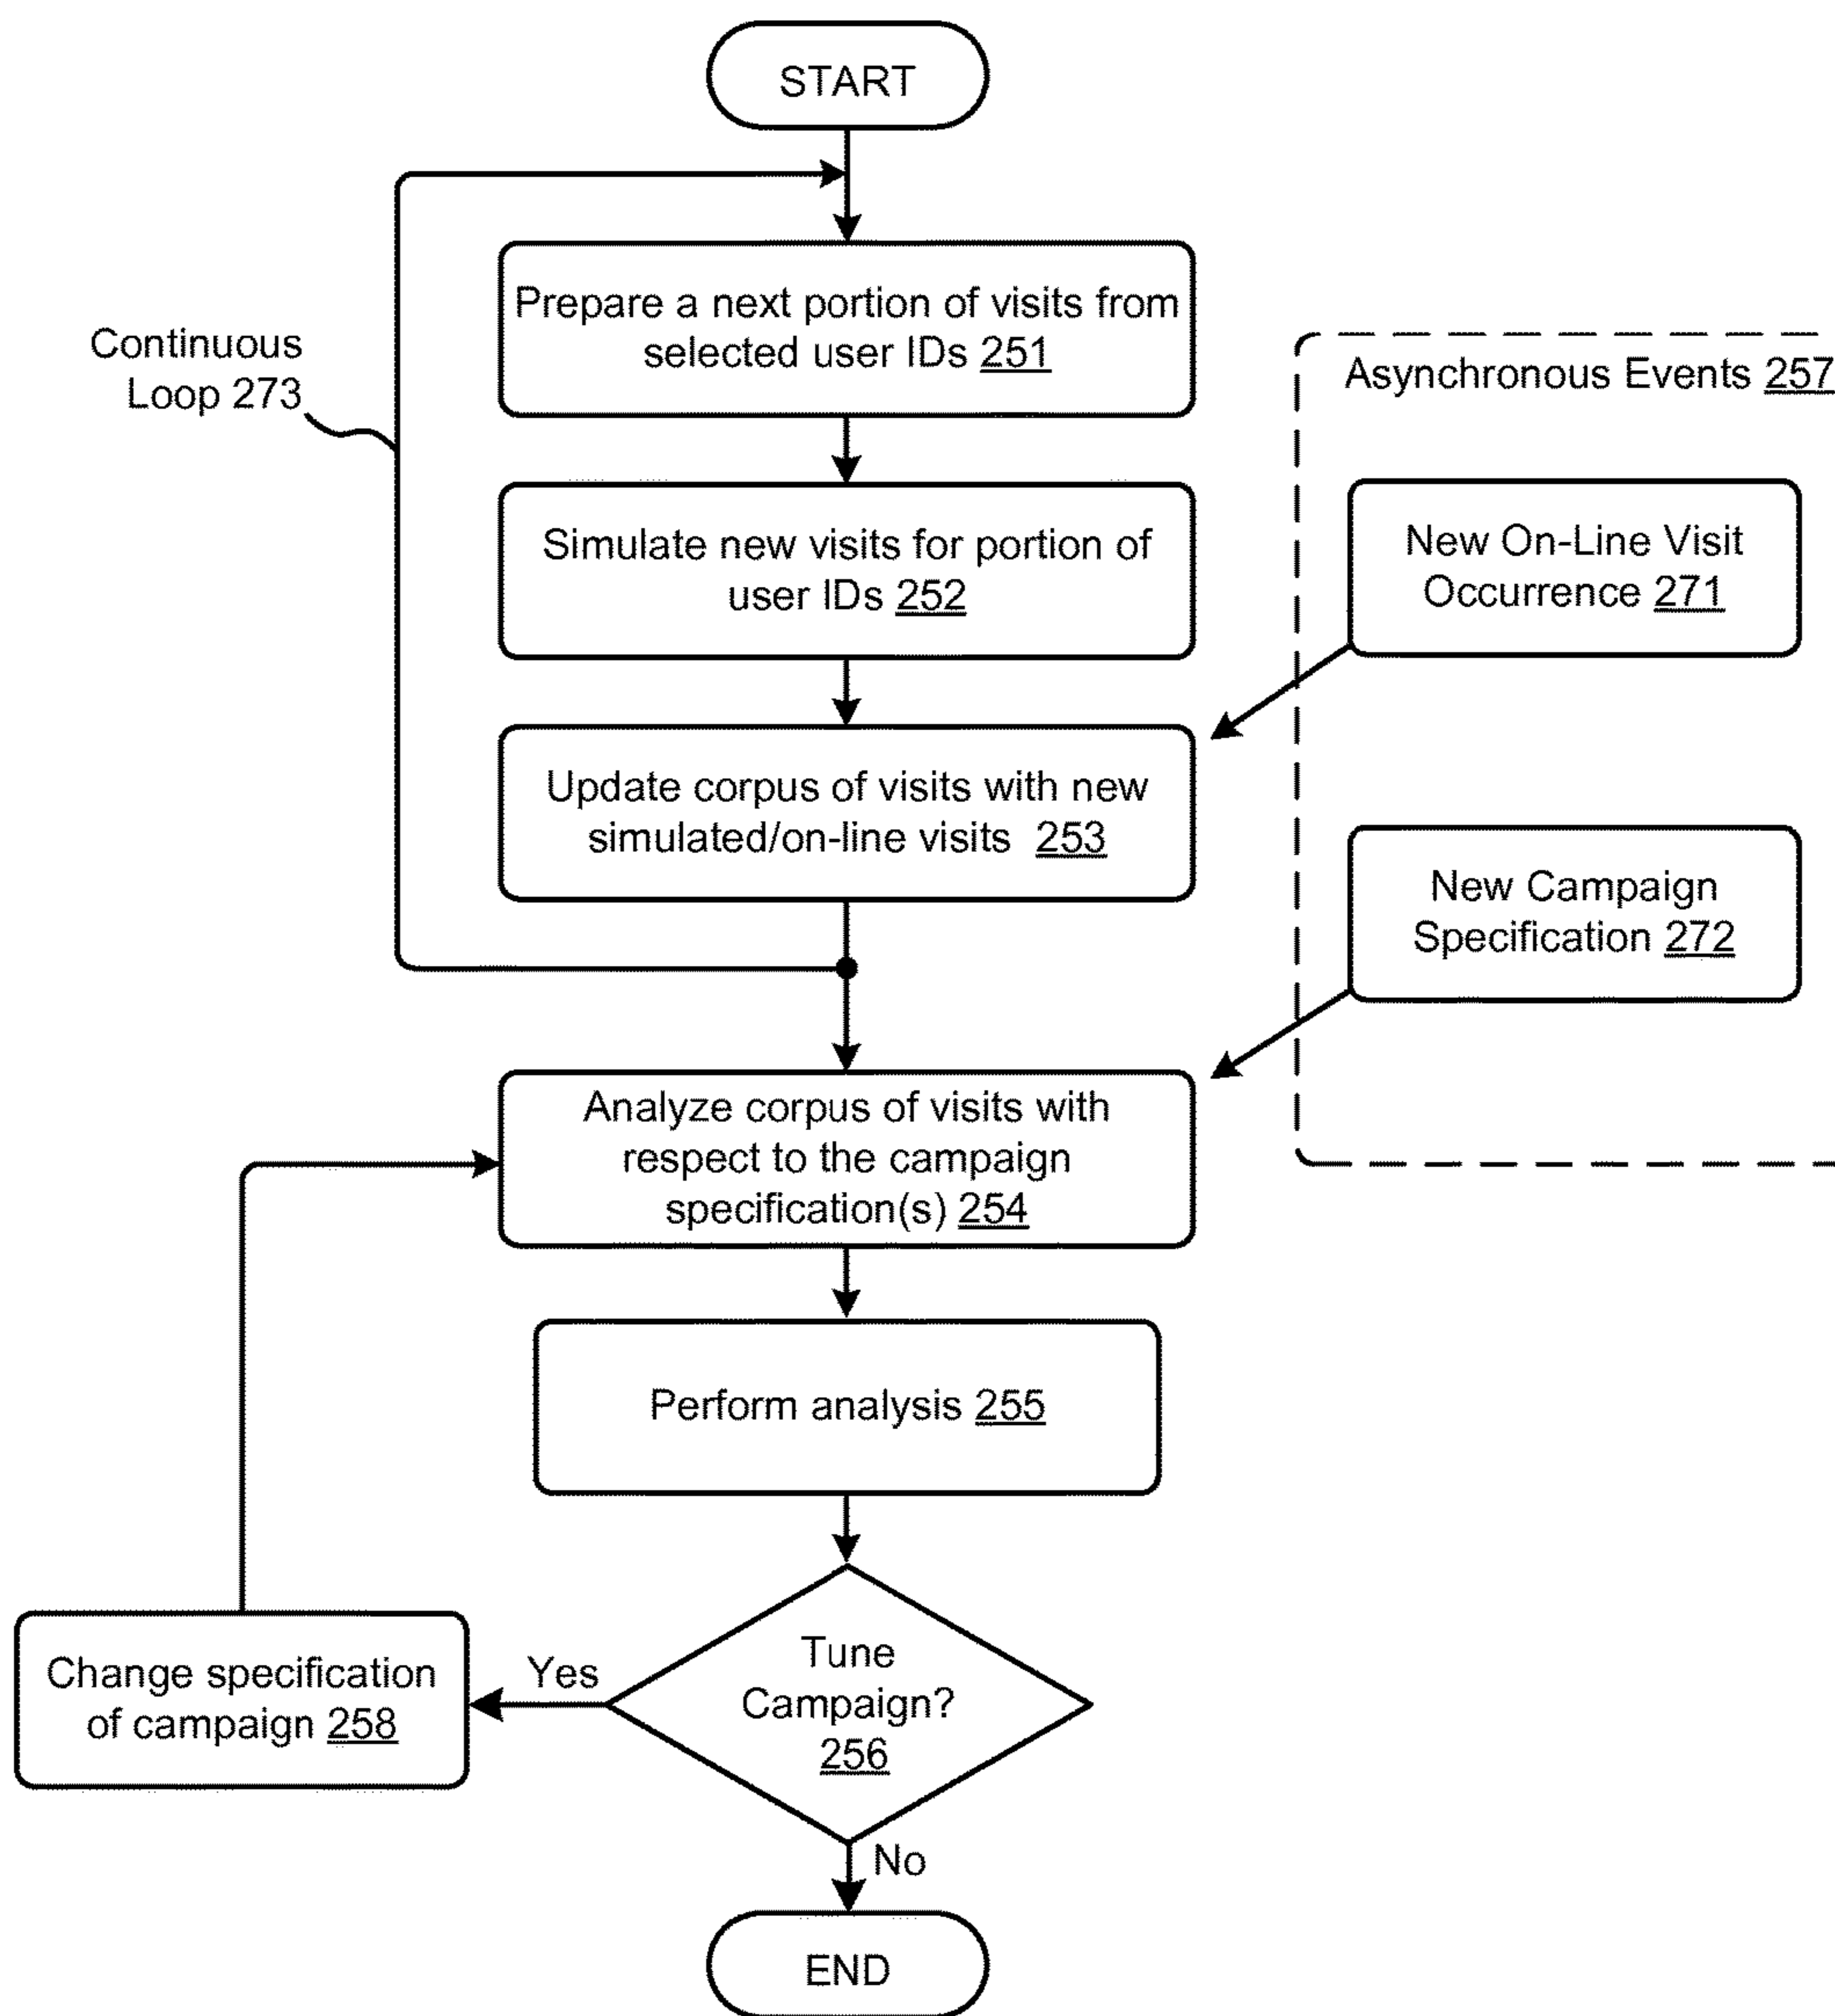 START
Prepare a next portion of visits from
selected user IDs 251
Continuous
Loop 273
Asynchronous Events 257
Simulate new visits for portion of
user IDs 252
New On-Line Visit
Occurrence 271
Update corpus of visits with new
simulated/on-line visits 253
New Campaign
Specification 272
Analyze corpus of visits with
respect to the campaign
specification(s) 254
Perform analysis 255
Tune
Campaign?
256
Yes
Change specification
of campaign 258
No
END